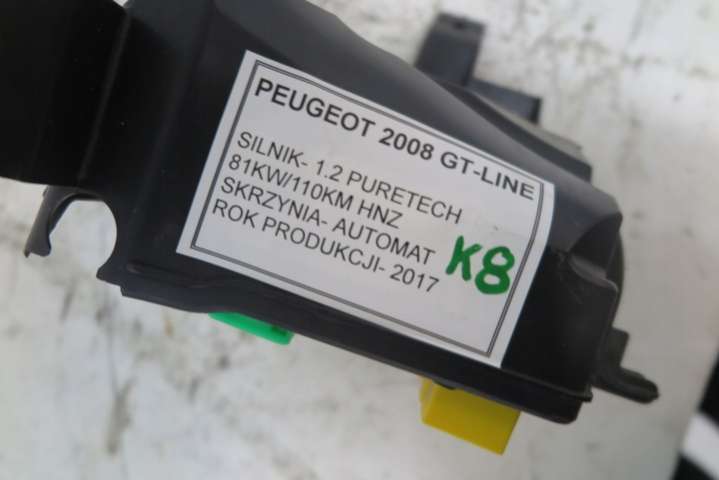 PEUGEOT 2008 GT-LINE
SILNIK- 1.2 PURETECH
81KW/110KM HNZ
SKRZYNIA- AUTOMAT
ROK PRODUKCJI- 2017
K8